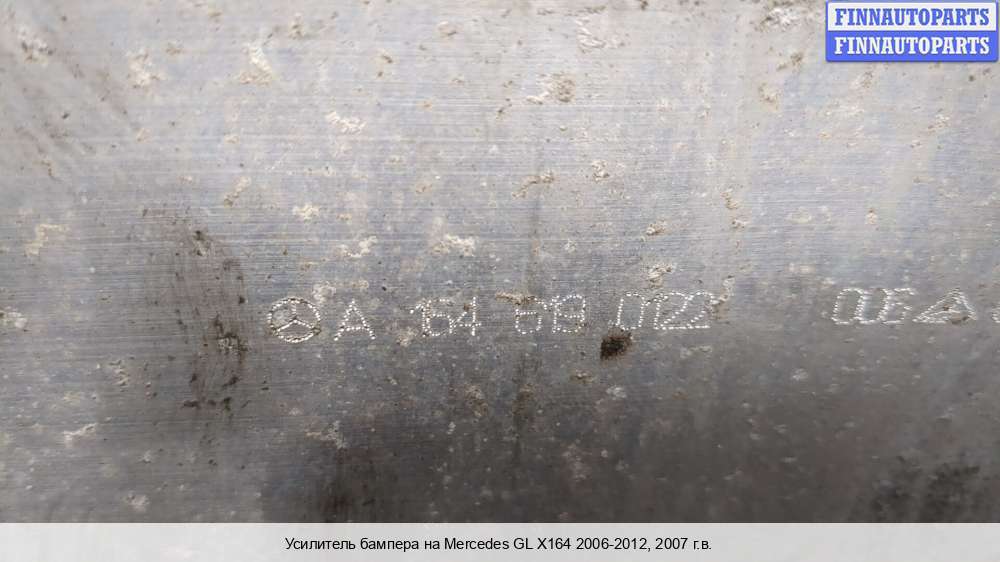 FINNAUTOPARTS
FINNAUTOPARTS
A 164 619 0122
Усилитель бампера на Mercedes GL X164 2006-2012, 2007 г.в.